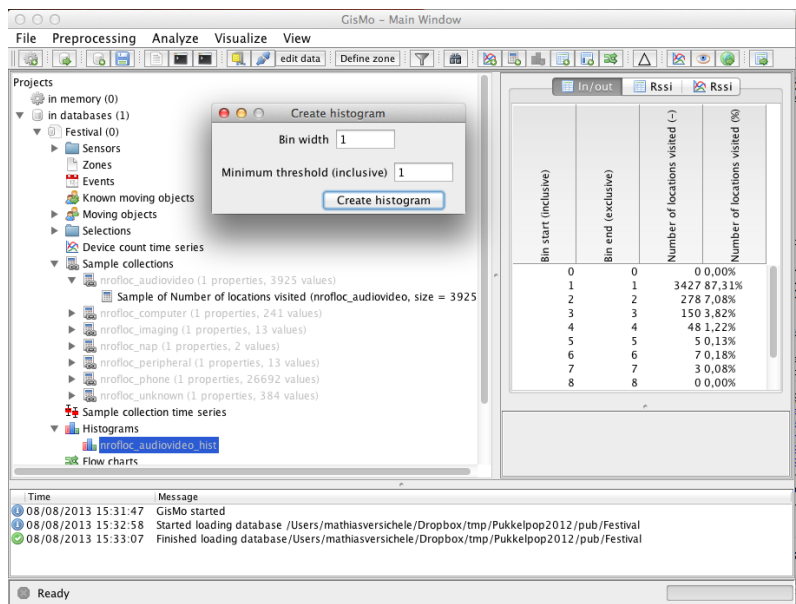 GisMo - Main Window
File Preprocessing Analyze Visualize View
edit data Define zone
Projects
in memory (0)
in databases (1)
Festival (0)
Sensors
Zones
Events
Known moving objects
Moving objects
Selections
Device count time series
Sample collections
nrofloc_audiovideo (1 properties, 3925 values)
Sample of Number of locations visited (nrofloc_audiovideo, size = 3925
nrofloc_computer (1 properties, 241 values)
nrofloc_imaging (1 properties, 13 values)
nrofloc_nap (1 properties, 2 values)
nrofloc_peripheral (1 properties, 13 values)
nrofloc_phone (1 properties, 26692 values)
nrofloc_unknown (1 properties, 384 values)
Sample collection time series
Histograms
nrofloc_audiovideo_hist
Flow charts
Create histogram
Bin width 1
Minimum threshold (inclusive) 1
Create histogram
In/out Rssi Rssi
Bin start (inclusive)
Bin end (exclusive)
Number of locations visited (-)
Number of locations visited (%)
0 0 0 0,00%
1 1 3427 87,31%
2 2 278 7,08%
3 3 150 3,82%
4 4 48 1,22%
5 5 5 0,13%
6 6 7 0,18%
7 7 3 0,08%
8 8 0 0,00%
Time Message
08/08/2013 15:31:47 GisMo started
08/08/2013 15:32:58 Started loading database /Users/mathiasversichele/Dropbox/tmp/Pukkelpop2012/pub/Festival
08/08/2013 15:33:07 Finished loading database/Users/mathiasversichele/Dropbox/tmp/Pukkelpop2012/pub/Festival
Ready